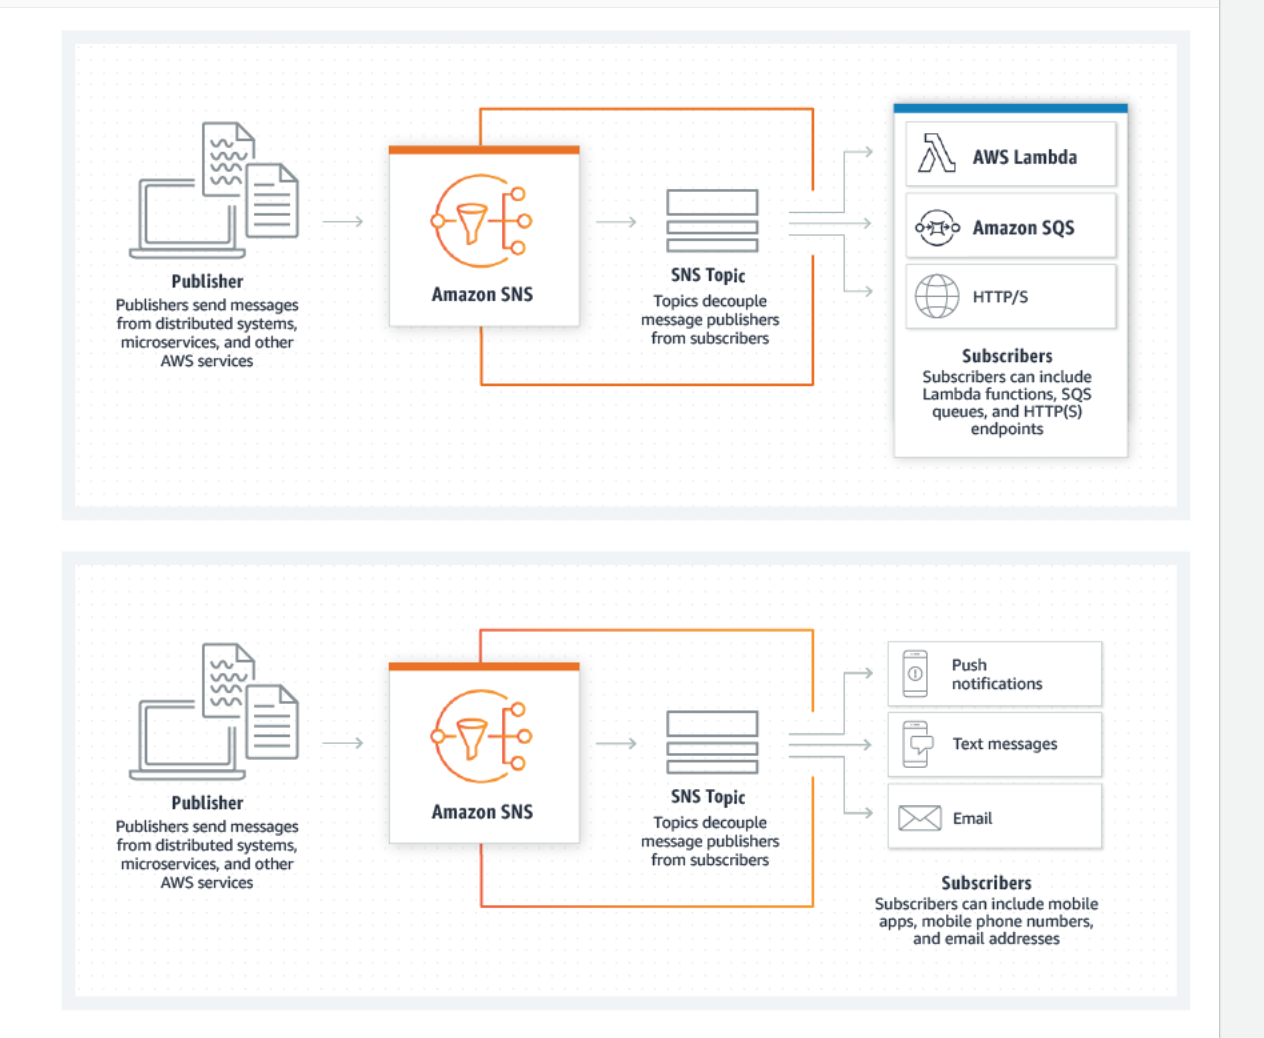 Publisher
Publishers send messages
from distributed systems,
microservices, and other
AWS services
Amazon SNS
SNS Topic
Topics decouple
message publishers
from subscribers
AWS Lambda
Amazon SQS
HTTP/S
Subscribers
Subscribers can include
Lambda functions, SQS
queues, and HTTP(S)
endpoints
Publisher
Publishers send messages
from distributed systems,
microservices, and other
AWS services
Amazon SNS
SNS Topic
Topics decouple
message publishers
from subscribers
Push
notifications
Text messages
Email
Subscribers
Subscribers can include mobile
apps, mobile phone numbers,
and email addresses